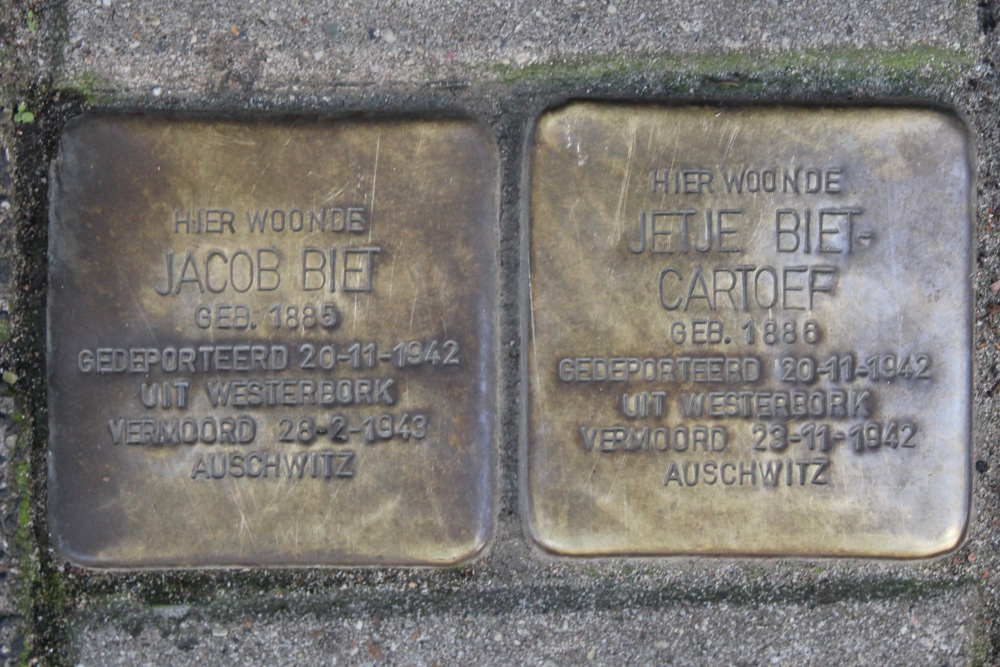 HIER WOONDE
JACOB BIET
GEB. 1885
GEDEPORTEERD 20-11-1942
UIT WESTERBORK
VERMOORD 28-2-1943
AUSCHWITZ
HIER WOONDE
JETJE BIET-
CARTOEF
GEB. 1886
GEDEPORTEERD 20-11-1942
UIT WESTERBORK
VERMOORD 23-11-1942
AUSCHWITZ